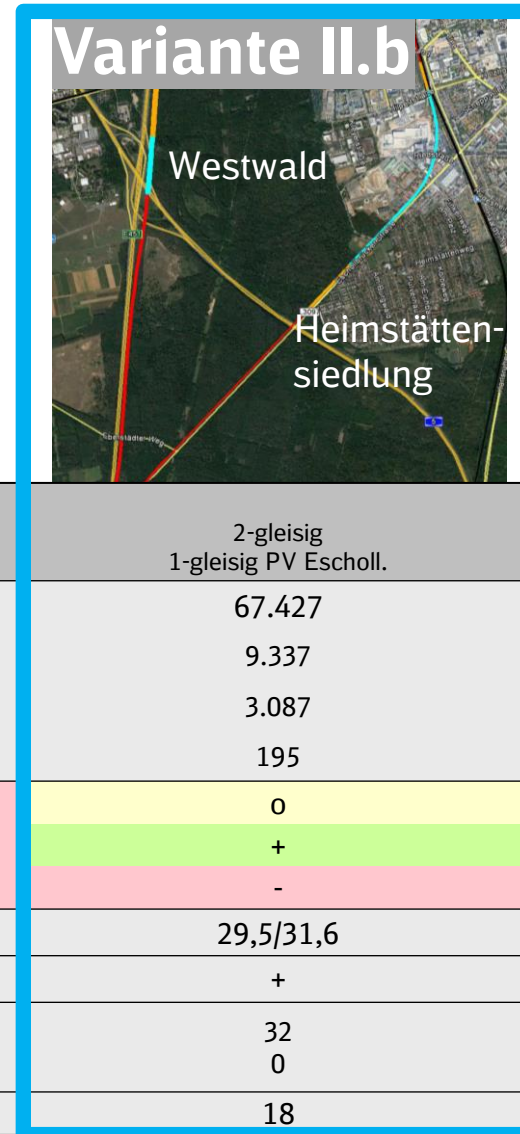 Variante II.b
Westwald
Heimstätten-
siedlung
2-gleisig
1-gleisig PV Escholl.
67.427
9.337
3.087
195
o
+
-
29,5/31,6
+
32
0
18